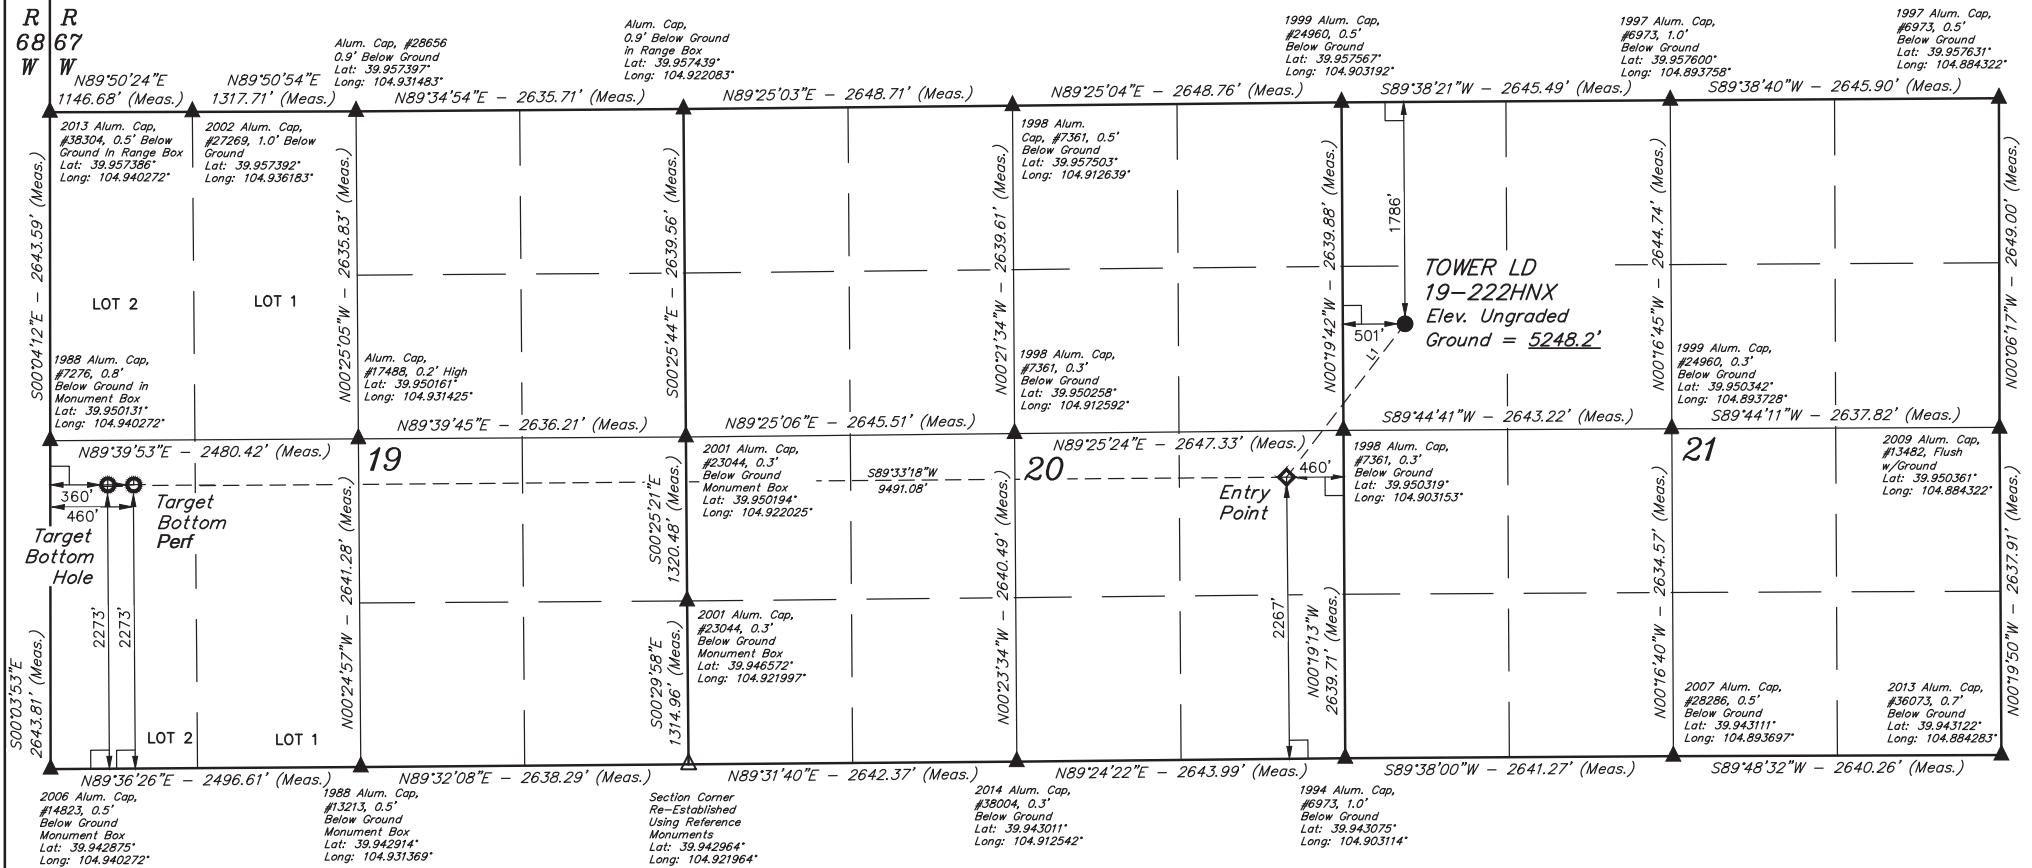 R R
68 67
W W
N89°50'24"E
1146.68' (Meas.)
N89°50'54"E
1317.71' (Meas.)
Alum. Cap, #28656
0.9' Below Ground
Lat: 39.957397°
Long: 104.931483°
N89°34'54"E - 2635.71' (Meas.)
Alum. Cap,
0.9' Below Ground
in Range Box
Lat: 39.957439°
Long: 104.922083°
N89°25'03"E - 2648.71' (Meas.)
N89°25'04"E - 2648.76' (Meas.)
1999 Alum. Cap,
#24960, 0.5'
Below Ground
Lat: 39.957567°
Long: 104.903192°
S89°38'21"W - 2645.49' (Meas.)
1997 Alum. Cap,
#6973, 1.0'
Below Ground
Lat: 39.957600°
Long: 104.893758°
S89°38'40"W - 2645.90' (Meas.)
1997 Alum. Cap,
#6973, 0.5'
Below Ground
Lat: 39.957631°
Long: 104.884322°
2013 Alum. Cap,
#38304, 0.5' Below
Ground In Range Box
Lat: 39.957386°
Long: 104.940272°
2002 Alum. Cap,
#27269, 1.0' Below
Ground
Lat: 39.957392°
Long: 104.936183°
1998 Alum.
Cap, #7361, 0.5'
Below Ground
Lat: 39.957503°
Long: 104.912639°
S00°04'12"E - 2643.59' (Meas.)
N00°25'05"W - 2635.83' (Meas.)
S00°25'44"E - 2639.56' (Meas.)
N00°21'34"W - 2639.61' (Meas.)
N00°19'42"W - 2639.88' (Meas.)
1786'
N00°16'45"W - 2644.74' (Meas.)
N00°06'17"W - 2649.00' (Meas.)
LOT 2
LOT 1
TOWER LD
19-222HNX
Elev. Ungraded
Ground = 5248.2'
501'
L1
1988 Alum. Cap,
#7276, 0.8'
Below Ground in
Monument Box
Lat: 39.950131°
Long: 104.940272°
Alum. Cap,
#17488, 0.2' High
Lat: 39.950161°
Long: 104.931425°
1998 Alum. Cap,
#7361, 0.3'
Below Ground
Lat: 39.950258°
Long: 104.912592°
1999 Alum. Cap,
#24960, 0.3'
Below Ground
Lat: 39.950342°
Long: 104.893728°
N89°39'53"E - 2480.42' (Meas.)
N89°39'45"E - 2636.21' (Meas.)
N89°25'06"E - 2645.51' (Meas.)
N89°25'24"E - 2647.33' (Meas.)
S89°44'41"W - 2643.22' (Meas.)
S89°44'11"W - 2637.82' (Meas.)
19
20
21
2001 Alum. Cap,
#23044, 0.3'
Below Ground
Monument Box
Lat: 39.950194°
Long: 104.922025°
S89°33'18"W
9491.08'
1998 Alum. Cap,
#7361, 0.3'
Below Ground
Lat: 39.950319°
Long: 104.903153°
2009 Alum. Cap,
#13482, Flush
w/Ground
Lat: 39.950361°
Long: 104.884322°
360'
460'
Target
Bottom
Perf
Target
Bottom
Hole
460'
Entry
Point
2273'
2273'
2267'
S00°03'53"E
2643.81' (Meas.)
N00°24'57"W - 2641.28' (Meas.)
S00°25'21"E
1320.48' (Meas.)
S00°29'58"E
1314.96' (Meas.)
N00°23'34"W - 2640.49' (Meas.)
N00°19'13"W
2639.71' (Meas.)
N00°16'40"W - 2634.57' (Meas.)
N00°19'50"W - 2637.91' (Meas.)
2001 Alum. Cap,
#23044, 0.3'
Below Ground
Monument Box
Lat: 39.946572°
Long: 104.921997°
2007 Alum. Cap,
#28286, 0.5'
Below Ground
Lat: 39.943111°
Long: 104.893697°
2013 Alum. Cap,
#36073, 0.7'
Below Ground
Lat: 39.943122°
Long: 104.884283°
LOT 2
LOT 1
N89°36'26"E - 2496.61' (Meas.)
N89°32'08"E - 2638.29' (Meas.)
N89°31'40"E - 2642.37' (Meas.)
N89°24'22"E - 2643.99' (Meas.)
S89°38'00"W - 2641.27' (Meas.)
S89°48'32"W - 2640.26' (Meas.)
2006 Alum. Cap,
#14823, 0.5'
Below Ground
Monument Box
Lat: 39.942875°
Long: 104.940272°
1988 Alum. Cap,
#13213, 0.5'
Below Ground
Monument Box
Lat: 39.942914°
Long: 104.931369°
Section Corner
Re-Established
Using Reference
Monuments
Lat: 39.942964°
Long: 104.921964°
2014 Alum. Cap,
#38004, 0.3'
Below Ground
Lat: 39.943011°
Long: 104.912542°
1994 Alum. Cap,
#6973, 1.0'
Below Ground
Lat: 39.943075°
Long: 104.903114°